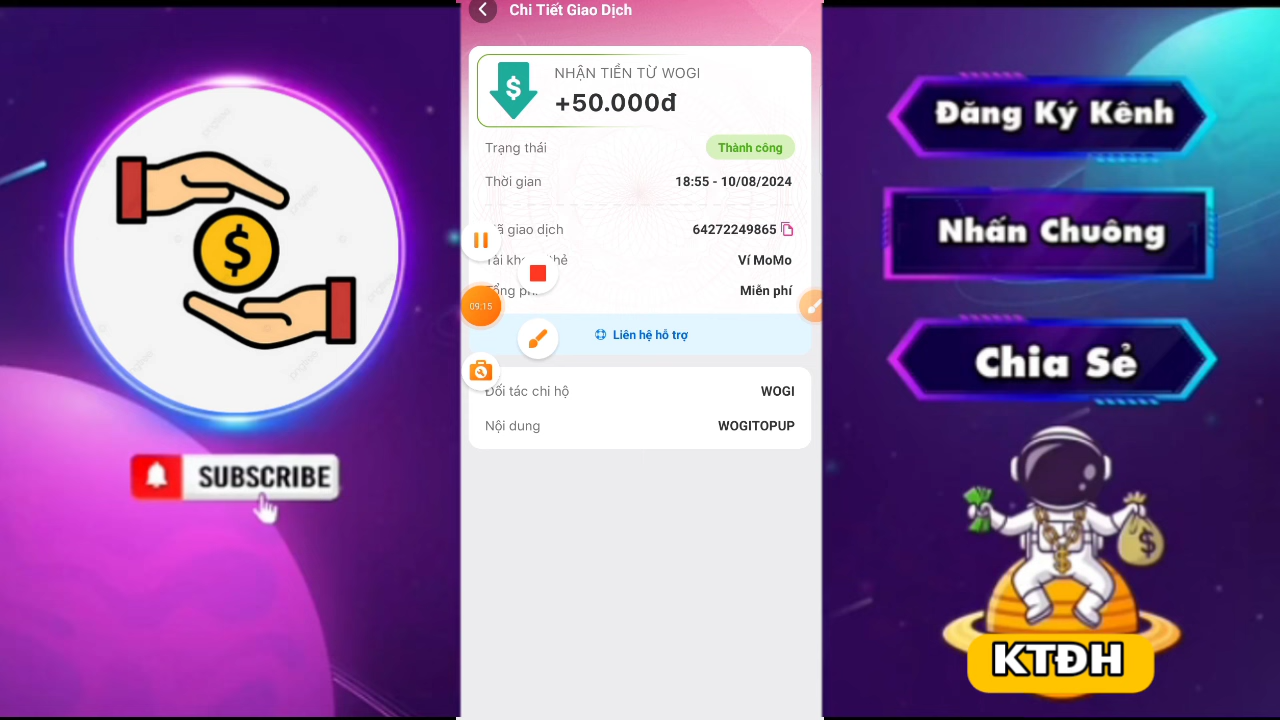 Chi Tiết Giao Dịch
NHẬN TIỀN TỪ WOGI
+50.000đ
Trạng thái
Thành công
Thời gian
18:55 - 10/08/2024
giao dịch
64272249865
Ví MoMo
Miễn phí
09:15
Liên hệ hỗ trợ
Đối tác chi hộ
WOGI
Nội dung
WOGITOPUP
SUBSCRIBE
Đăng Ký Kênh
Nhấn Chuông
Chia Sẻ
KTĐH